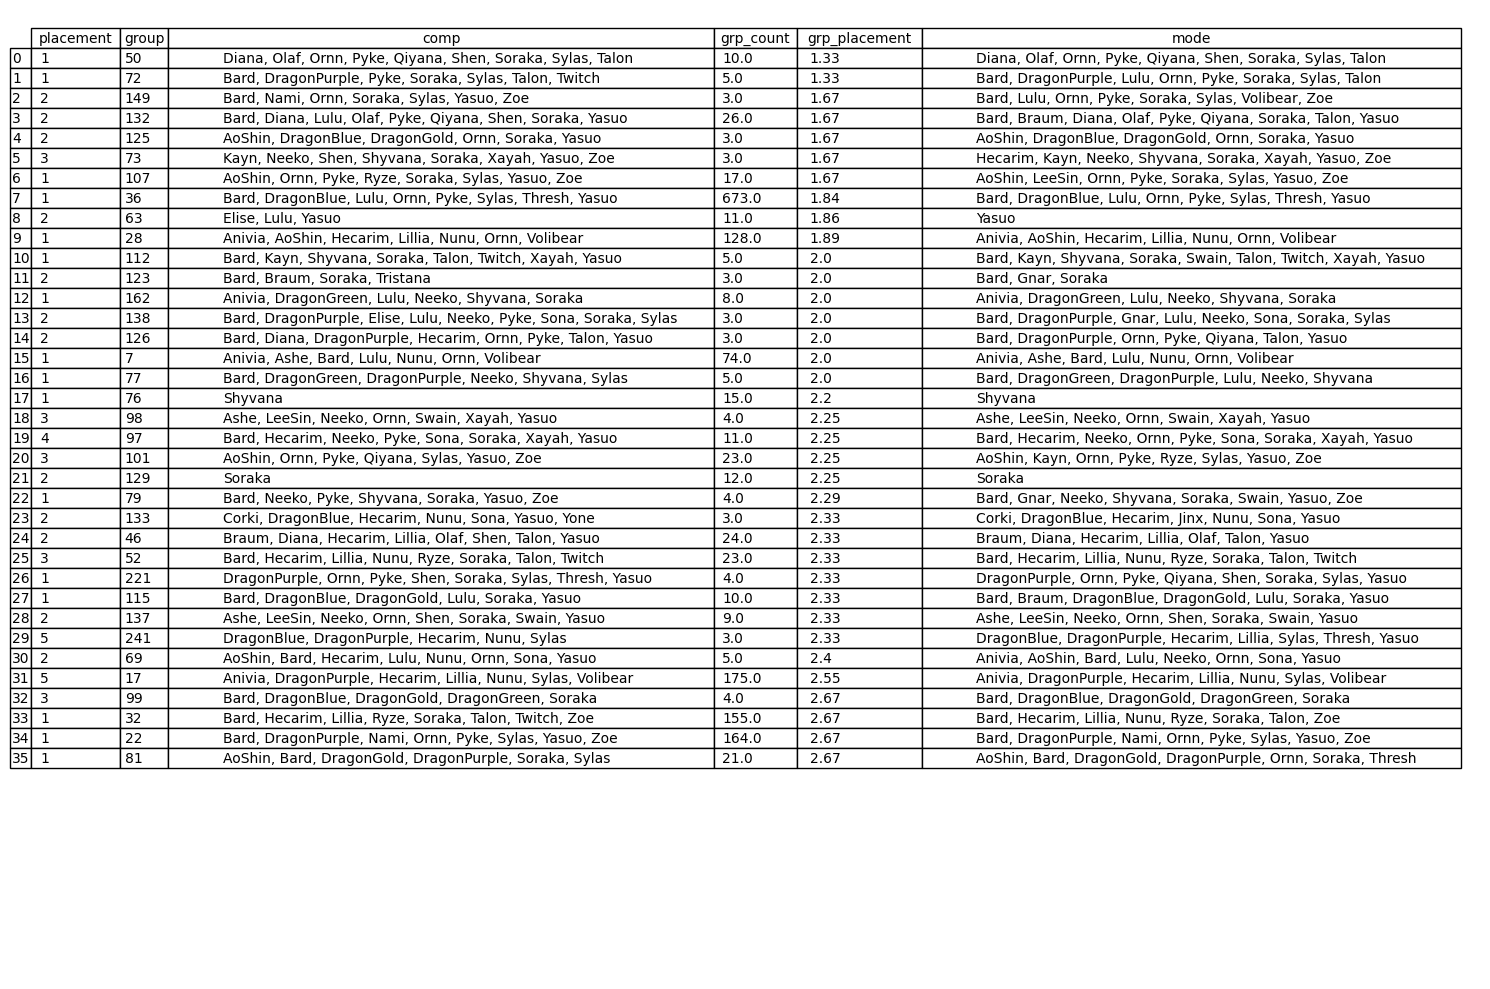 placement group comp grp_count grp_placement mode
0 1 50 Diana, Olaf, Ornn, Pyke, Qiyana, Shen, Soraka, Sylas, Talon 10.0 1.33 Diana, Olaf, Ornn, Pyke, Qiyana, Shen, Soraka, Sylas, Talon
1 1 72 Bard, DragonPurple, Pyke, Soraka, Sylas, Talon, Twitch 5.0 1.33 Bard, DragonPurple, Lulu, Ornn, Pyke, Soraka, Sylas, Talon
2 2 149 Bard, Nami, Ornn, Soraka, Sylas, Yasuo, Zoe 3.0 1.67 Bard, Lulu, Ornn, Pyke, Soraka, Sylas, Volibear, Zoe
3 2 132 Bard, Diana, Lulu, Olaf, Pyke, Qiyana, Shen, Soraka, Yasuo 26.0 1.67 Bard, Braum, Diana, Olaf, Pyke, Qiyana, Soraka, Talon, Yasuo
4 2 125 AoShin, DragonBlue, DragonGold, Ornn, Soraka, Yasuo 3.0 1.67 AoShin, DragonBlue, DragonGold, Ornn, Soraka, Yasuo
5 3 73 Kayn, Neeko, Shen, Shyvana, Soraka, Xayah, Yasuo, Zoe 3.0 1.67 Hecarim, Kayn, Neeko, Shyvana, Soraka, Xayah, Yasuo, Zoe
6 1 107 AoShin, Ornn, Pyke, Ryze, Soraka, Sylas, Yasuo, Zoe 17.0 1.67 AoShin, LeeSin, Ornn, Pyke, Soraka, Sylas, Yasuo, Zoe
7 1 36 Bard, DragonBlue, Lulu, Ornn, Pyke, Sylas, Thresh, Yasuo 673.0 1.84 Bard, DragonBlue, Lulu, Ornn, Pyke, Sylas, Thresh, Yasuo
8 2 63 Elise, Lulu, Yasuo 11.0 1.86 Yasuo
9 1 28 Anivia, AoShin, Hecarim, Lillia, Nunu, Ornn, Volibear 128.0 1.89 Anivia, AoShin, Hecarim, Lillia, Nunu, Ornn, Volibear
10 1 112 Bard, Kayn, Shyvana, Soraka, Talon, Twitch, Xayah, Yasuo 5.0 2.0 Bard, Kayn, Shyvana, Soraka, Swain, Talon, Twitch, Xayah, Yasuo
11 2 123 Bard, Braum, Soraka, Tristana 3.0 2.0 Bard, Gnar, Soraka
12 1 162 Anivia, DragonGreen, Lulu, Neeko, Shyvana, Soraka 8.0 2.0 Anivia, DragonGreen, Lulu, Neeko, Shyvana, Soraka
13 2 138 Bard, DragonPurple, Elise, Lulu, Neeko, Pyke, Sona, Soraka, Sylas 3.0 2.0 Bard, DragonPurple, Gnar, Lulu, Neeko, Sona, Soraka, Sylas
14 2 126 Bard, Diana, DragonPurple, Hecarim, Ornn, Pyke, Talon, Yasuo 3.0 2.0 Bard, DragonPurple, Ornn, Pyke, Qiyana, Talon, Yasuo
15 1 7 Anivia, Ashe, Bard, Lulu, Nunu, Ornn, Volibear 74.0 2.0 Anivia, Ashe, Bard, Lulu, Nunu, Ornn, Volibear
16 1 77 Bard, DragonGreen, DragonPurple, Neeko, Shyvana, Sylas 5.0 2.0 Bard, DragonGreen, DragonPurple, Lulu, Neeko, Shyvana
17 1 76 Shyvana 15.0 2.2 Shyvana
18 3 98 Ashe, LeeSin, Neeko, Ornn, Swain, Xayah, Yasuo 4.0 2.25 Ashe, LeeSin, Neeko, Ornn, Swain, Xayah, Yasuo
19 4 97 Bard, Hecarim, Neeko, Pyke, Sona, Soraka, Xayah, Yasuo 11.0 2.25 Bard, Hecarim, Neeko, Ornn, Pyke, Sona, Soraka, Xayah, Yasuo
20 3 101 AoShin, Ornn, Pyke, Qiyana, Sylas, Yasuo, Zoe 23.0 2.25 AoShin, Kayn, Ornn, Pyke, Ryze, Sylas, Yasuo, Zoe
21 2 129 Soraka 12.0 2.25 Soraka
22 1 79 Bard, Neeko, Pyke, Shyvana, Soraka, Yasuo, Zoe 4.0 2.29 Bard, Gnar, Neeko, Shyvana, Soraka, Swain, Yasuo, Zoe
23 2 133 Corki, DragonBlue, Hecarim, Nunu, Sona, Yasuo, Yone 3.0 2.33 Corki, DragonBlue, Hecarim, Jinx, Nunu, Sona, Yasuo
24 2 46 Braum, Diana, Hecarim, Lillia, Olaf, Shen, Talon, Yasuo 24.0 2.33 Braum, Diana, Hecarim, Lillia, Olaf, Talon, Yasuo
25 3 52 Bard, Hecarim, Lillia, Nunu, Ryze, Soraka, Talon, Twitch 23.0 2.33 Bard, Hecarim, Lillia, Nunu, Ryze, Soraka, Talon, Twitch
26 1 221 DragonPurple, Ornn, Pyke, Shen, Soraka, Sylas, Thresh, Yasuo 4.0 2.33 DragonPurple, Ornn, Pyke, Qiyana, Shen, Soraka, Sylas, Yasuo
27 1 115 Bard, DragonBlue, DragonGold, Lulu, Soraka, Yasuo 10.0 2.33 Bard, Braum, DragonBlue, DragonGold, Lulu, Soraka, Yasuo
28 2 137 Ashe, LeeSin, Neeko, Ornn, Shen, Soraka, Swain, Yasuo 9.0 2.33 Ashe, LeeSin, Neeko, Ornn, Shen, Soraka, Swain, Yasuo
29 5 241 DragonBlue, DragonPurple, Hecarim, Nunu, Sylas 3.0 2.33 DragonBlue, DragonPurple, Hecarim, Lillia, Sylas, Thresh, Yasuo
30 2 69 AoShin, Bard, Hecarim, Lulu, Nunu, Ornn, Sona, Yasuo 5.0 2.4 Anivia, AoShin, Bard, Lulu, Neeko, Ornn, Sona, Yasuo
31 5 17 Anivia, DragonPurple, Hecarim, Lillia, Nunu, Sylas, Volibear 175.0 2.55 Anivia, DragonPurple, Hecarim, Lillia, Nunu, Sylas, Volibear
32 3 99 Bard, DragonBlue, DragonGold, DragonGreen, Soraka 4.0 2.67 Bard, DragonBlue, DragonGold, DragonGreen, Soraka
33 1 32 Bard, Hecarim, Lillia, Ryze, Soraka, Talon, Twitch, Zoe 155.0 2.67 Bard, Hecarim, Lillia, Nunu, Ryze, Soraka, Talon, Zoe
34 1 22 Bard, DragonPurple, Nami, Ornn, Pyke, Sylas, Yasuo, Zoe 164.0 2.67 Bard, DragonPurple, Nami, Ornn, Pyke, Sylas, Yasuo, Zoe
35 1 81 AoShin, Bard, DragonGold, DragonPurple, Soraka, Sylas 21.0 2.67 AoShin, Bard, DragonGold, DragonPurple, Ornn, Soraka, Thresh